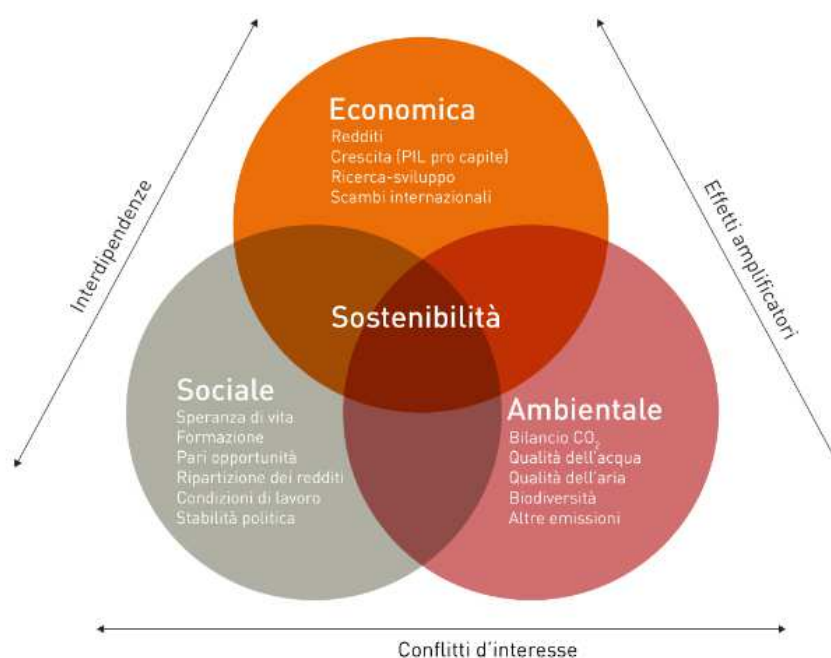 Economica
Redditi
Crescita (PIL pro capite)
Ricerca-sviluppo
Scambi internazionali
Interdipendenze
Effetti amplificatori
Sostenibilità
Sociale
Speranza di vita
Formazione
Pari opportunità
Ripartizione dei redditi
Condizioni di lavoro
Stabilità politica
Ambientale
Bilancio CO₂
Qualità dell'acqua
Qualità dell'aria
Biodiversità
Altre emissioni
Conflitti d'interesse